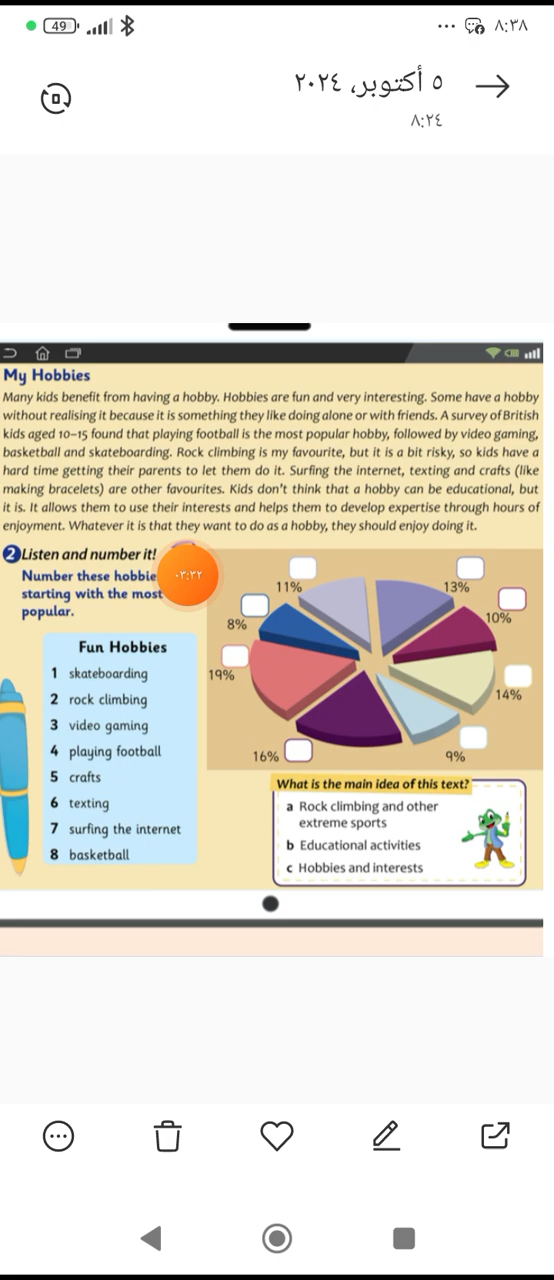 49
٨:٣٨
٥ أكتوبر، ٢٠٢٤
٨:٢٤
My Hobbies
Many kids benefit from having a hobby. Hobbies are fun and very interesting. Some have a hobby
without realising it because it is something they like doing alone or with friends. A survey of British
kids aged 10–15 found that playing football is the most popular hobby, followed by video gaming,
basketball and skateboarding. Rock climbing is my favourite, but it is a bit risky, so kids have a
hard time getting their parents to let them do it. Surfing the internet, texting and crafts (like
making bracelets) are other favourites. Kids don't think that a hobby can be educational, but
it is. It allows them to use their interests and helps them to develop expertise through hours of
enjoyment. Whatever it is that they want to do as a hobby, they should enjoy doing it.
2 Listen and number it!
Number these hobbie
starting with the most
popular.
٠٣:٢٢
Fun Hobbies
1 skateboarding
2 rock climbing
3 video gaming
4 playing football
5 crafts
6 texting
7 surfing the internet
8 basketball
11%
13%
8%
10%
19%
14%
16%
9%
What is the main idea of this text?
a Rock climbing and other
extreme sports
b Educational activities
c Hobbies and interests